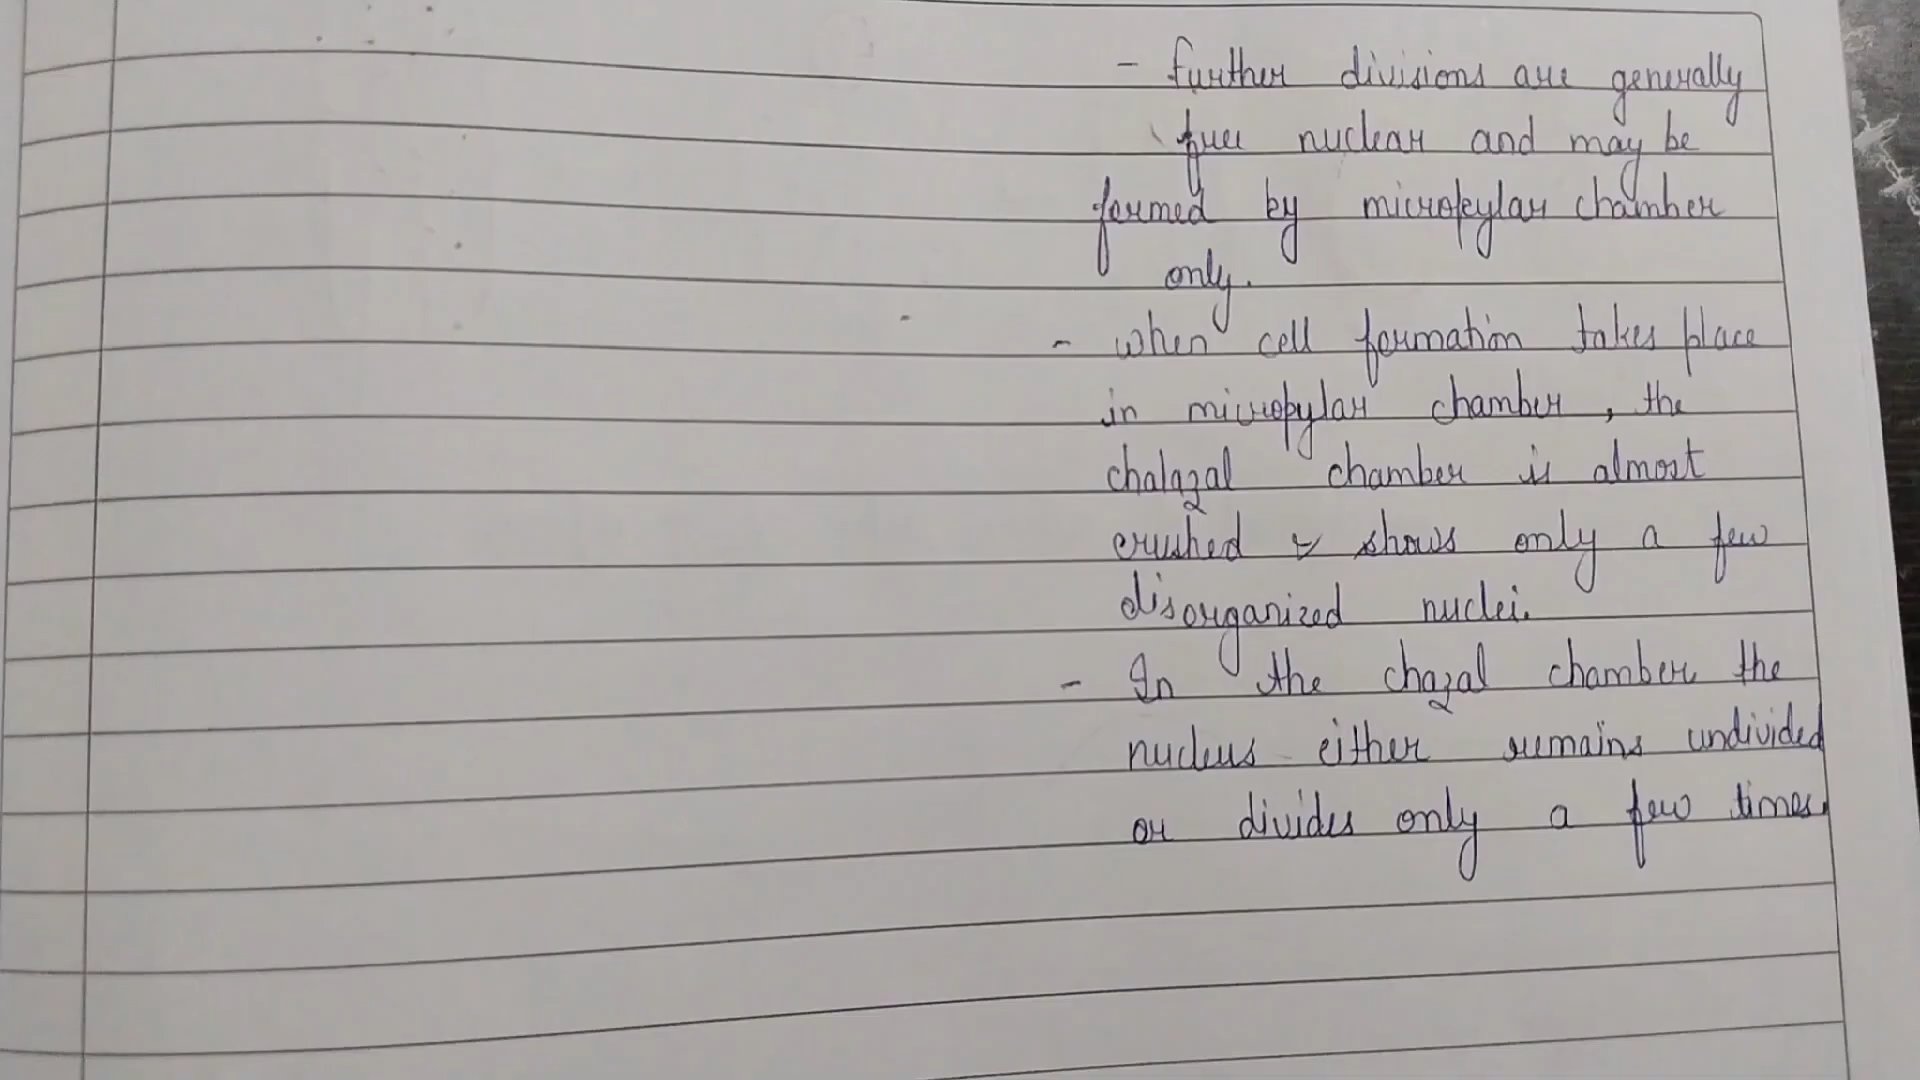 - further divisions are generally
free nuclear and may be
formed by micropylar chamber
only.
- when cell formation takes place
in micropylar chamber, the
chalazal chamber is almost
crushed & shows only a few
disorganized nuclei.
- In the chazal chamber the
nucleus either remains undivided
or divides only a few times.